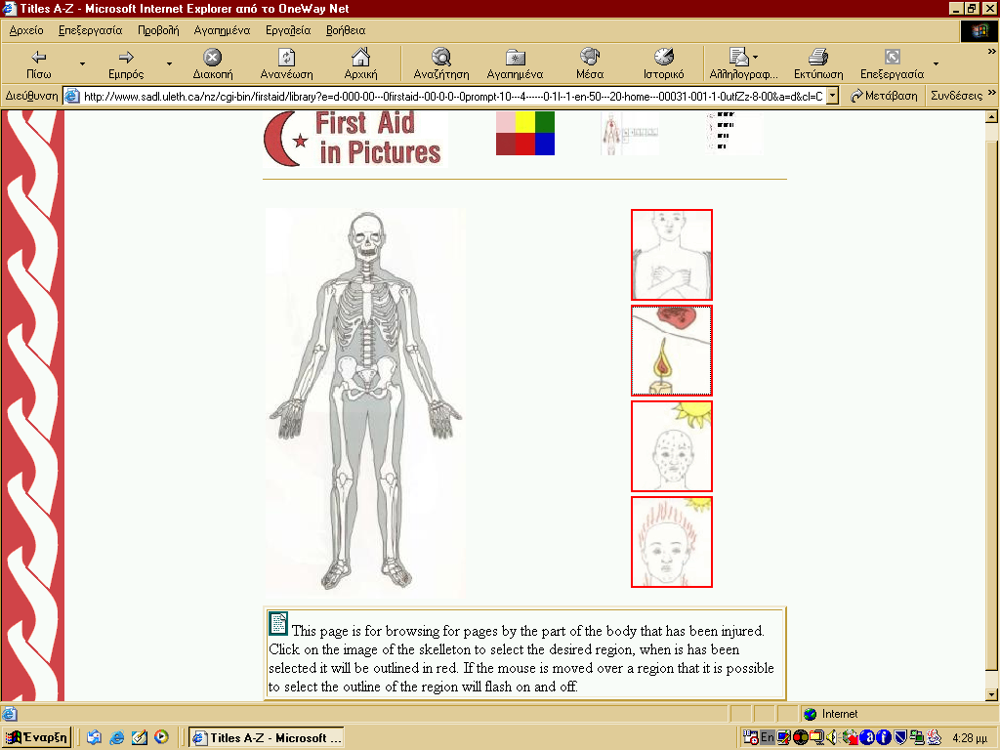 Titles A-Z - Microsoft Internet Explorer από το OneWay Net
Αρχείο Επεξεργασία Προβολή Αγαπημένα Εργαλεία Βοήθεια
Πίσω Εμπρός Διακοπή Ανανέωση Αρχική Αναζήτηση Αγαπημένα Μέσα Ιστορικό Αλληλογραφ... Εκτύπωση Επεξεργασία
Διεύθυνση http://www.sadl.uleth.ca/nz/cgi-bin/firstaid/library?e=d-000-00---0firstaid--00-0-0--0prompt-10---4------0-1l--1-en-50---20-home---00031-001-1-0utfZz-8-00&a=d&cl=C Μετάβαση Συνδέσεις
First Aid
in Pictures
This page is for browsing for pages by the part of the body that has been injured.
Click on the image of the skelleton to select the desired region, when is has been
selected it will be outlined in red. If the mouse is moved over a region that it is possible
to select the outline of the region will flash on and off.
Internet
Έναρξη Titles A-Z - Microsoft ... En 4:28 μμ